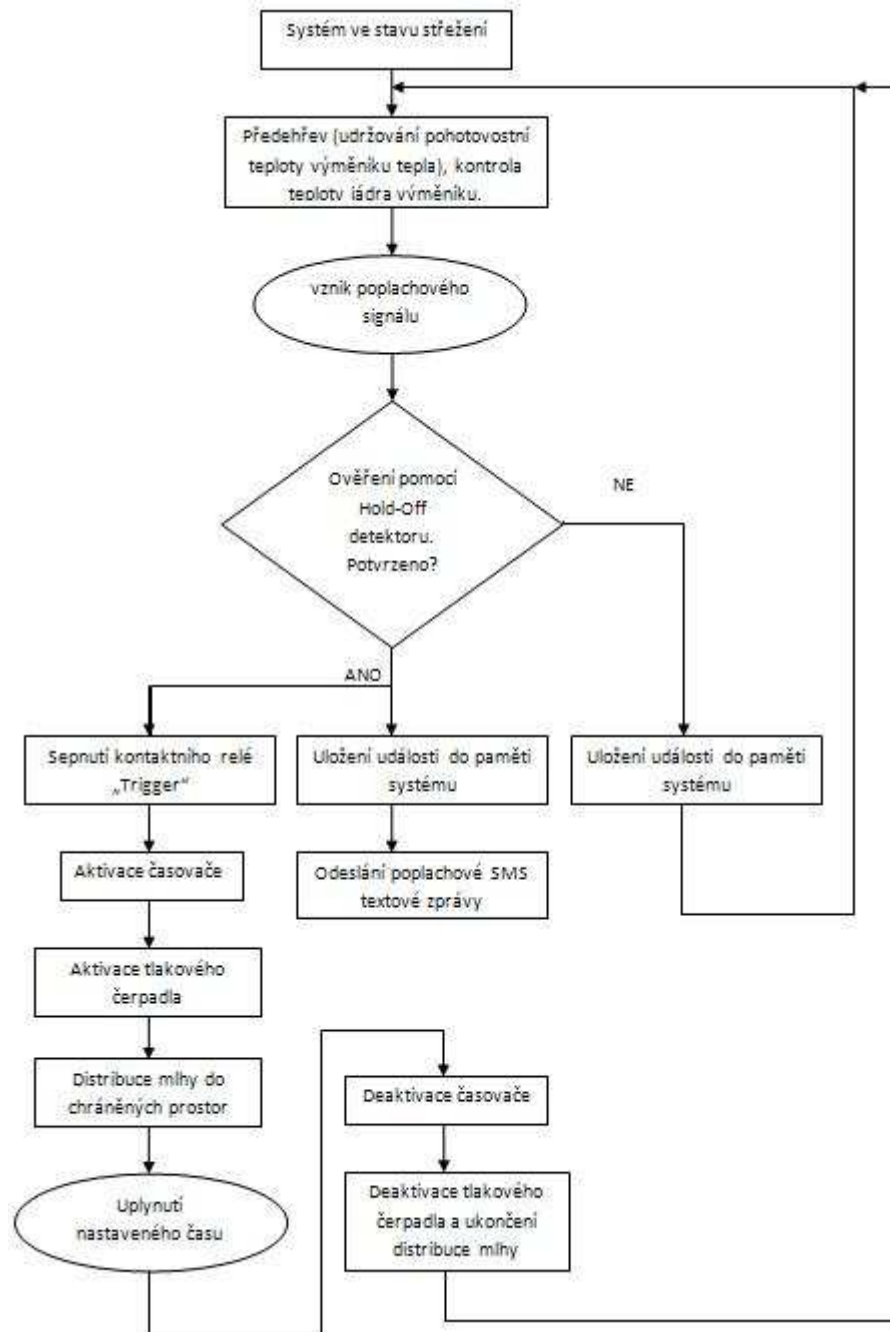 Systém ve stavu střežení
Předehřev (udržování pohotovostní
teploty výměníku tepla), kontrola
teploty jádra výměníku.
vznik poplachového
signálu
Ověření pomocí
Hold-Off
detektoru.
Potvrzeno?
NE
ANO
Sepnutí kontaktního relé
„Trigger“
Uložení události do paměti
systému
Uložení události do paměti
systému
Aktivace časovače
Odeslání poplachové SMS
textové zprávy
Aktivace tlakového
čerpadla
Distribuce mlhy do
chráněných prostor
Uplynutí
nastaveného času
Deaktivace časovače
Deaktivace tlakového
čerpadla a ukončení
distribuce mlhy